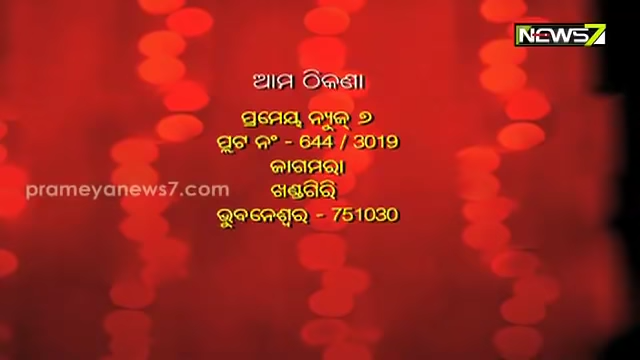 NEWS7
ଆମ ଠିକଣା
ପ୍ରମେୟ ନ୍ୟୁଜ୍ ୭
ପ୍ଲଟ ନଂ - 644 / 3019
ଜାଗମରା
prameyanews7.com
ଖଣ୍ଡଗିରି
ଭୁବନେଶ୍ୱର - 751030